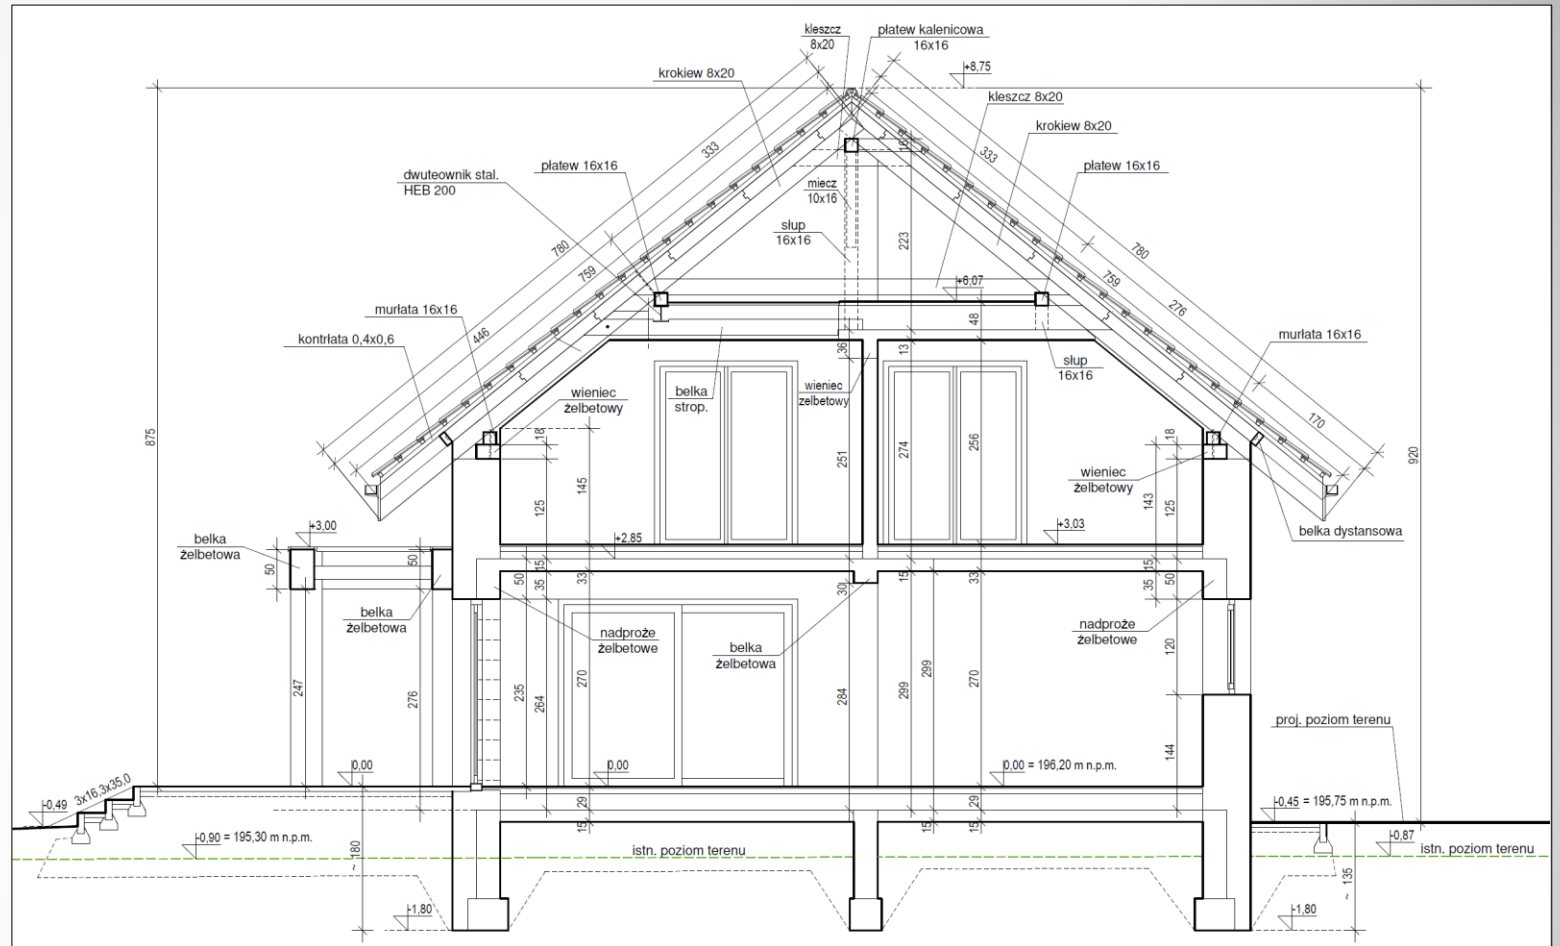 kleszcz
8x20
płatew kalenicowa
16x16
+8,75
krokiew 8x20
kleszcz 8x20
krokiew 8x20
333
333
16
dwuteownik stal.
HEB 200
płatew 16x16
miecz
10x16
płatew 16x16
słup
16x16
223
780
759
780
759
276
+6,07
murłata 16x16
446
48
murłata 16x16
kontrłata 0,4x0,6
36
13
słup
16x16
wieniec
żelbetowy
belka
strop.
wieniec
żelbetowy
170
875
18
251
274
256
18
920
145
125
wieniec
żelbetowy
143
125
belka
żelbetowa
+3,00
+2,85
+3,03
belka dystansowa
50
50
50
15
35
33
30
15
33
15
35
50
belka
żelbetowa
nadproże
żelbetowe
belka
żelbetowa
nadproże
żelbetowe
120
247
276
235
264
270
284
299
299
270
144
proj. poziom terenu
0,00
0,00
0,00 = 196,20 m n.p.m.
3x16,3x35,0
-0,49
29
29
-0,45 = 195,75 m n.p.m.
-0,90 = 195,30 m n.p.m.
15
15
15
-0,87
~ 180
istn. poziom terenu
istn. poziom terenu
~ 135
-1,80
-1,80